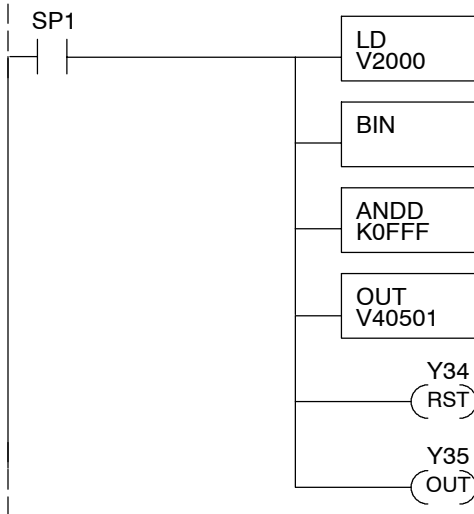 SP1
LD
V2000
BIN
ANDD
K0FFF
OUT
V40501
Y34
RST
Y35
OUT